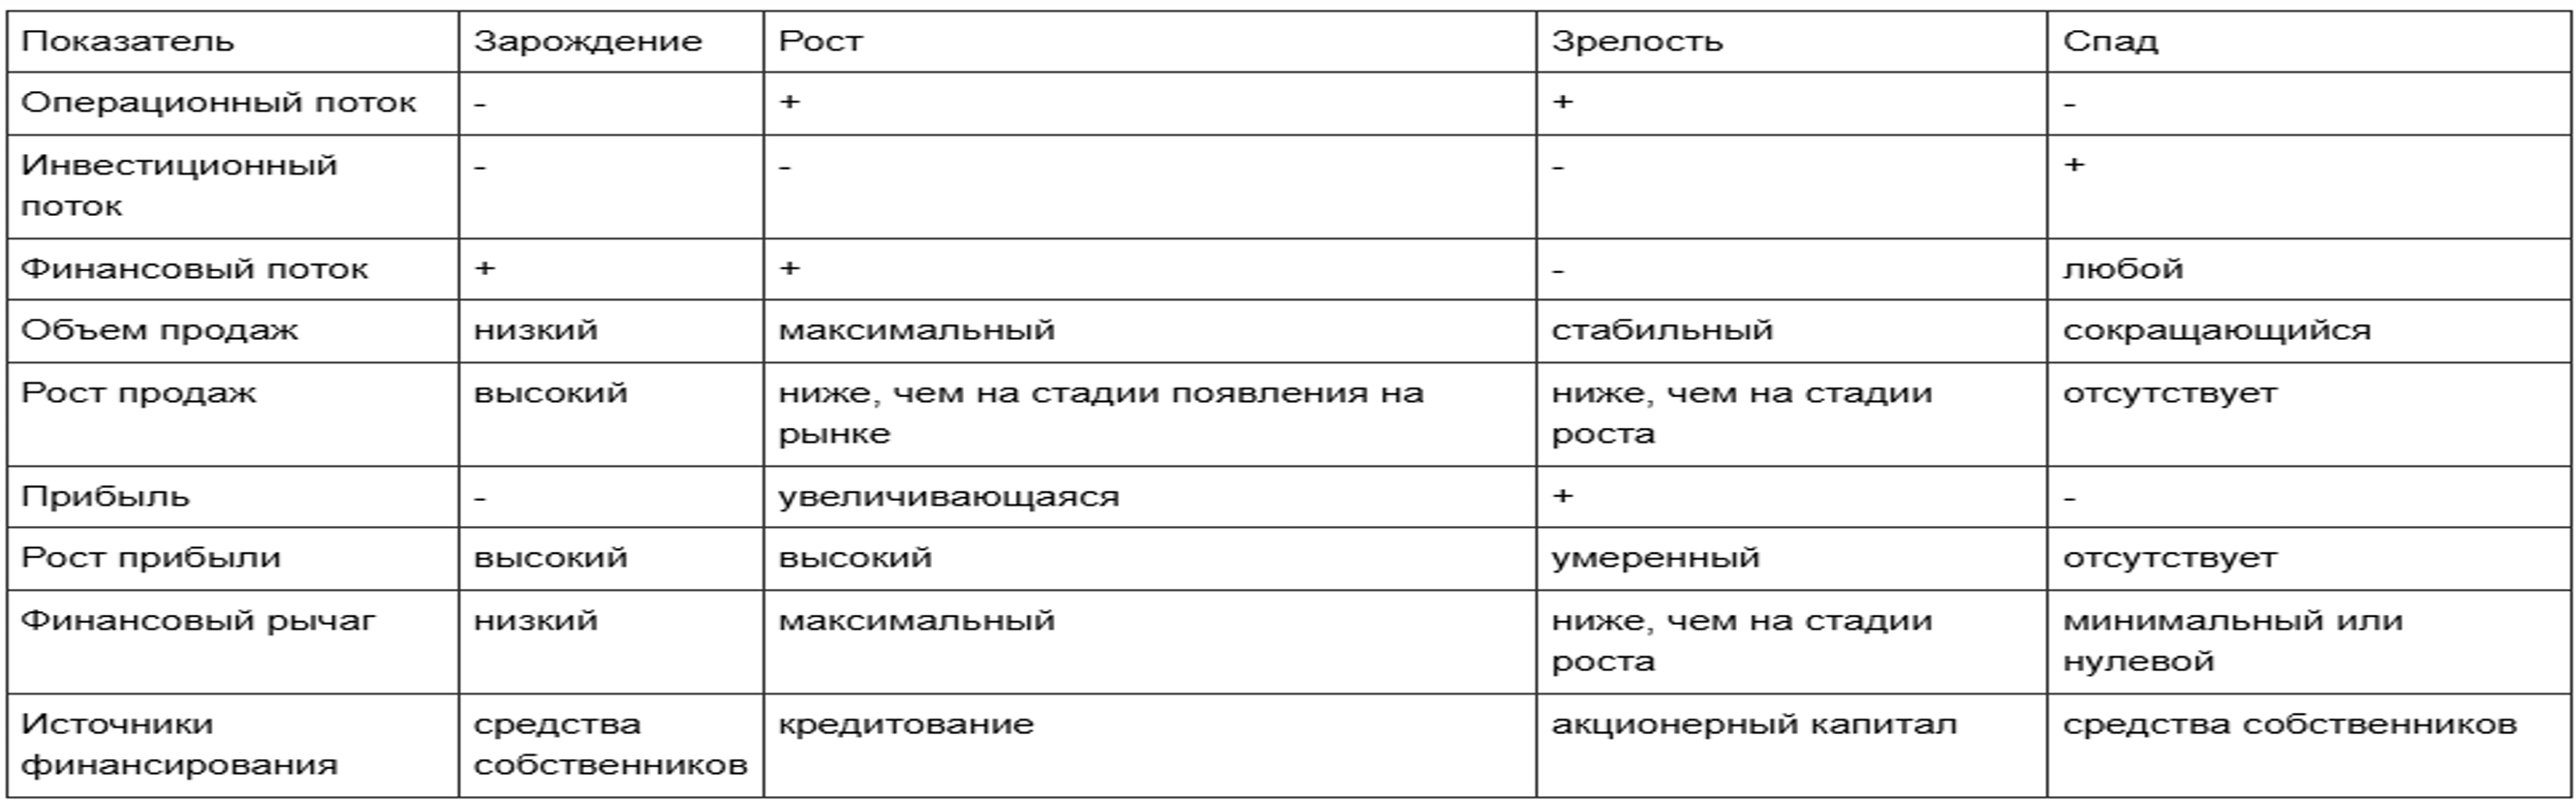 Показатель Зарождение Рост Зрелость Спад
Операционный поток - + + -
Инвестиционный - - - +
поток
Финансовый поток + + - любой
Объем продаж низкий максимальный стабильный сокращающийся
Рост продаж высокий ниже, чем на стадии появления на ниже, чем на стадии отсутствует
рынке роста
Прибыль - увеличивающаяся + -
Рост прибыли высокий высокий умеренный отсутствует
Финансовый рычаг низкий максимальный ниже, чем на стадии минимальный или
роста нулевой
Источники средства кредитование акционерный капитал средства собственников
финансирования собственников